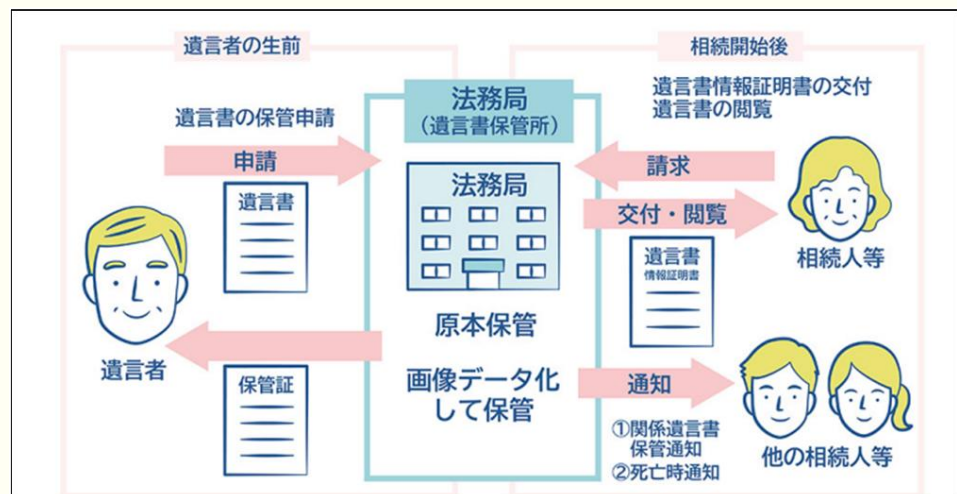 遺言者の生前
遺言書の保管申請
申請
遺言書
遺言者
保管証
法務局
（遺言書保管所）
法務局
原本保管
画像データ化
して保管
相続開始後
遺言書情報証明書の交付
遺言書の閲覧
請求
交付・閲覧
遺言書
情報証明書
相続人等
通知
①関係遺言書
保管通知
②死亡時通知
他の相続人等